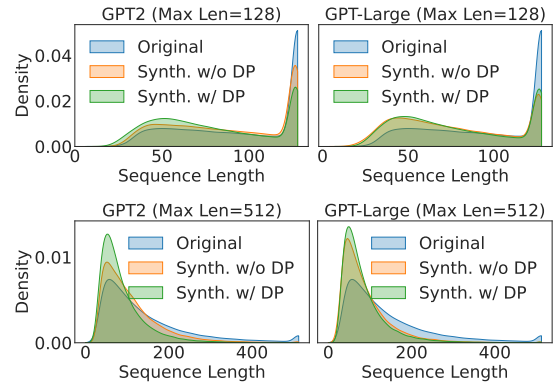 GPT2 (Max Len=128)
GPT-Large (Max Len=128)
Density
0.04
0.02
0.00
Original
Synth. w/o DP
Synth. w/ DP
Original
Synth. w/o DP
Synth. w/ DP
0 50 100
0 50 100
Sequence Length
Sequence Length
GPT2 (Max Len=512)
GPT-Large (Max Len=512)
Density
0.01
0.00
Original
Synth. w/o DP
Synth. w/ DP
Original
Synth. w/o DP
Synth. w/ DP
0 200 400
0 200 400
Sequence Length
Sequence Length